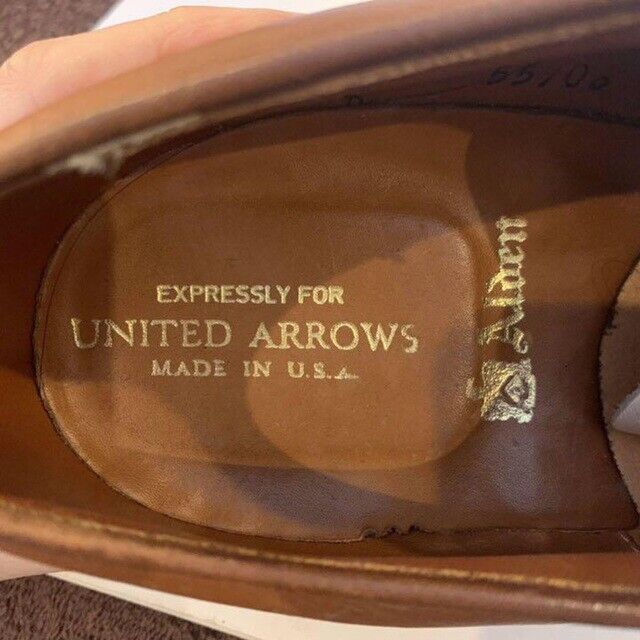 EXPRESSLY FOR
UNITED ARROWS
MADE IN U.S.A.
Alden